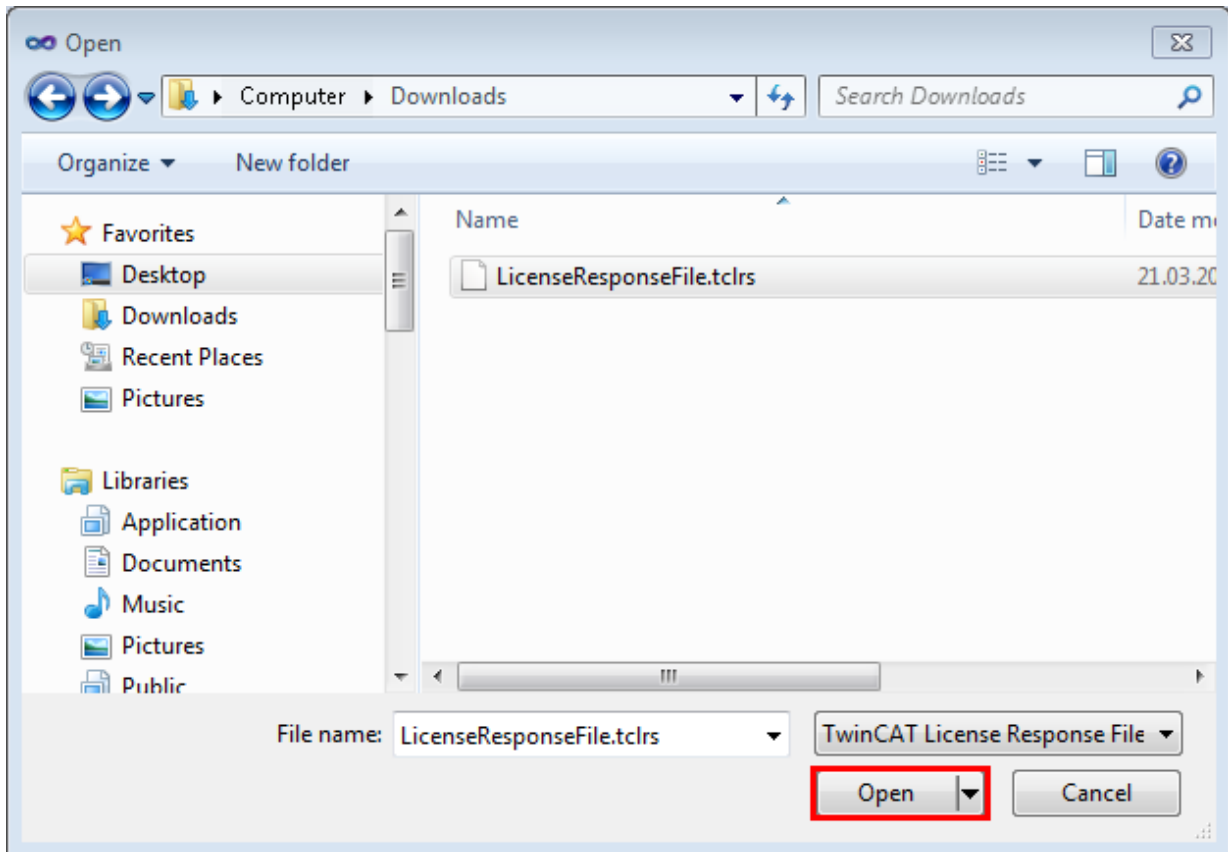 Open
Computer Downloads
Search Downloads
Organize New folder
Name Date m
Favorites
Desktop
LicenseResponseFile.tclrs 21.03.20
Downloads
Recent Places
Pictures
Libraries
Application
Documents
Music
Pictures
Public
File name: LicenseResponseFile.tclrs TwinCAT License Response File
Open Cancel